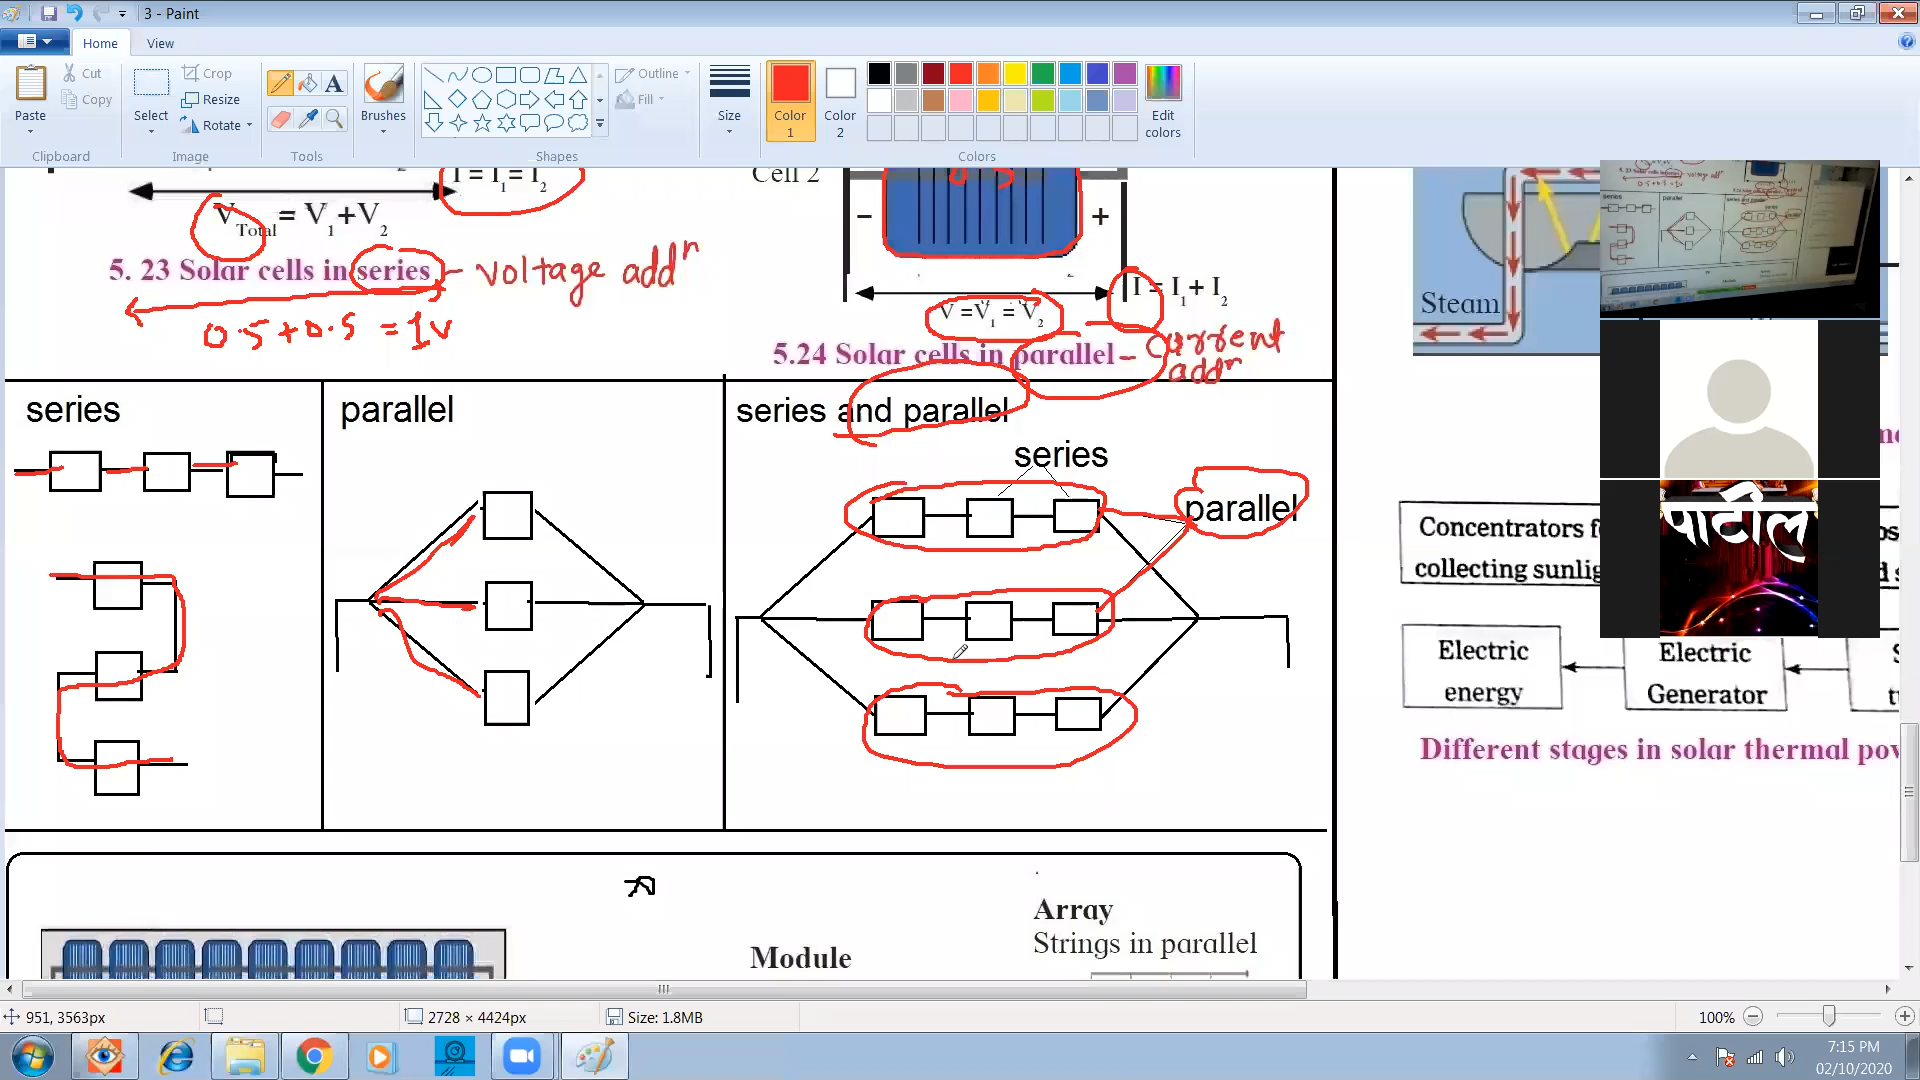 3 - Paint
Home View
Paste
Cut
Copy
Clipboard
Select
Crop
Resize
Rotate
Image
Tools
Brushes
Shapes
Outline
Fill
Size
Color 1
Color 2
Edit colors
Colors
I = I1 = I2
VTotal = V1+V2
5. 23 Solar cells in series - voltage addn
0.5+0.5 = 1v
Cell 2
- +
I = I1 + I2
V = V1 = V2
5.24 Solar cells in parallel - current addn
Steam
series
parallel
series and parallel
series
parallel
Concentrators
collecting
Electric energy
Electric Generator
Different stages in solar thermal
Module
Array
Strings in parallel
पाटील
951, 3563px
2728 × 4424px
Size: 1.8MB
100%
7:15 PM
02/10/2020